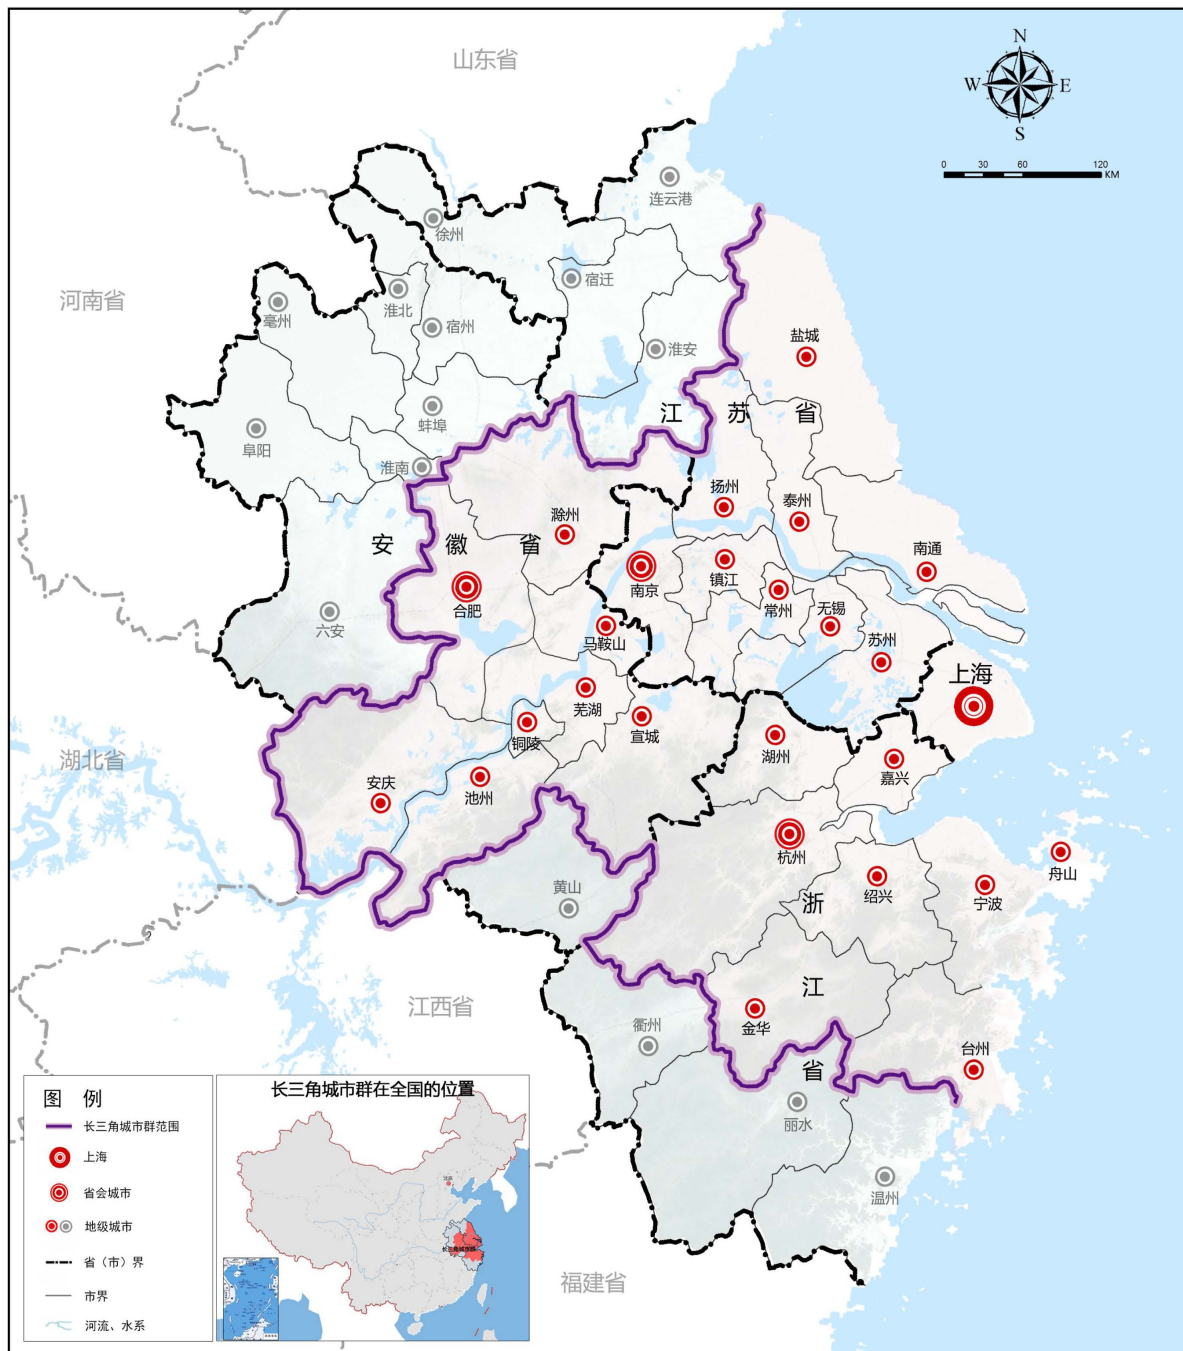 山东省
N
W
E
S
0
30
60
120
KM
连云港
徐州
河南省
亳州
淮北
宿州
宿迁
淮安
盐城
蚌埠
江苏省
阜阳
淮南
扬州
泰州
滁州
安徽省
南京
镇江
南通
合肥
常州
无锡
六安
马鞍山
苏州
上海
芜湖
宣城
铜陵
湖州
嘉兴
湖北省
安庆
池州
杭州
舟山
黄山
绍兴
宁波
浙江省
江西省
金华
衢州
台州
丽水
温州
福建省
图 例
长三角城市群范围
上海
省会城市
地级城市
省（市）界
市界
河流、水系
长三角城市群在全国的位置
长三角城市群